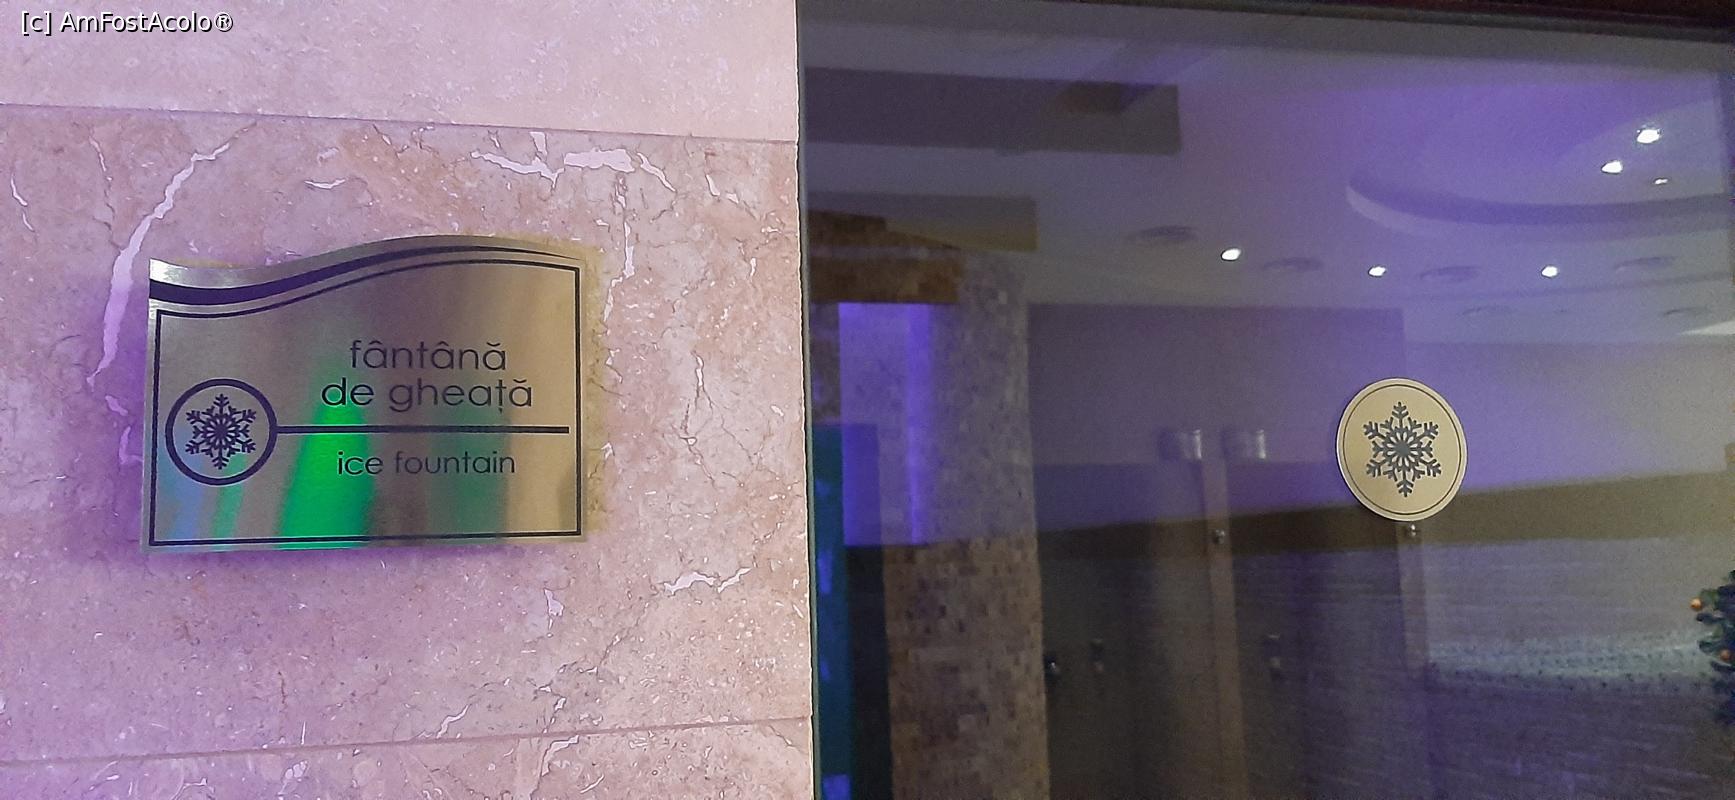 [c] AmFostAcolo®
fântână
de gheață
ice fountain